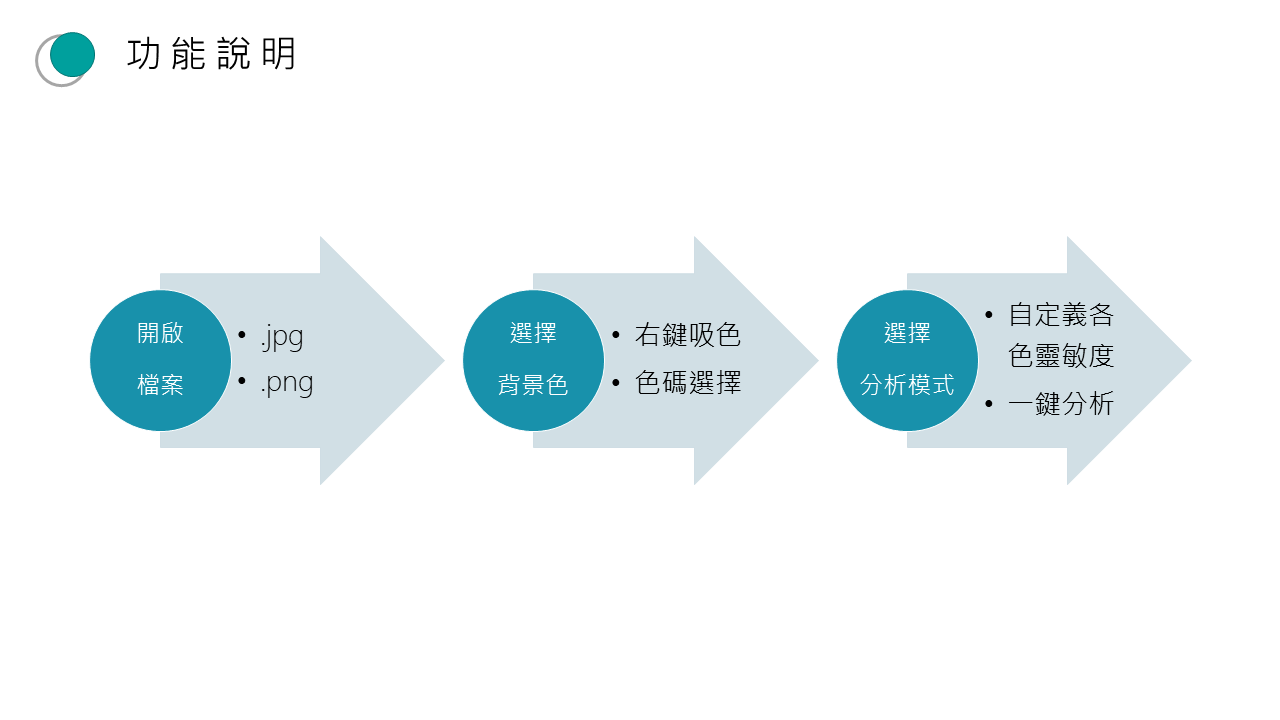 功能說明
開啟
檔案
• .jpg
• .png
選擇
背景色
• 右鍵吸色
• 色碼選擇
選擇
分析模式
• 自定義各
色靈敏度
• 一鍵分析